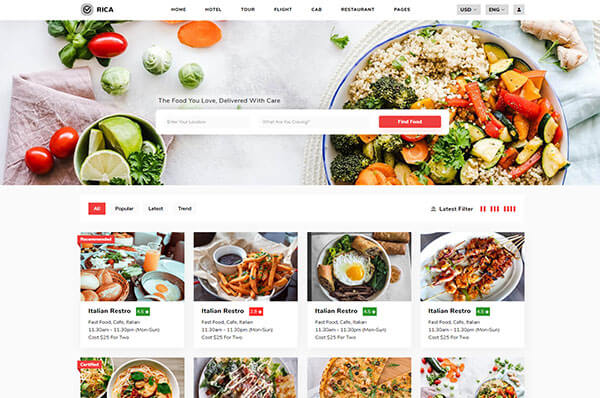 RICA
HOME HOTEL TOUR FLIGHT CAB RESTAURANT PAGES
USD ENG
The Food You Love, Delivered With Care
Enter Your Location What Are You Craving? Find Food
All Popular Latest Trend
Latest Filter
Recommended
Italian Restro 4.5
Fast Food, Cafe, Italian
11.30am - 11.30pm (Mon-Sun)
Cost $25 For Two
Italian Restro
Fast Food, Cafe, Italian
11.30am - 11.30pm (Mon-Sun)
Cost $25 For Two
Italian Restro 4.5
Fast Food, Cafe, Italian
11.30am - 11.30pm (Mon-Sun)
Cost $25 For Two
Italian Restro 4.5
Fast Food, Cafe, Italian
11.30am - 11.30pm (Mon-Sun)
Cost $25 For Two
Certified